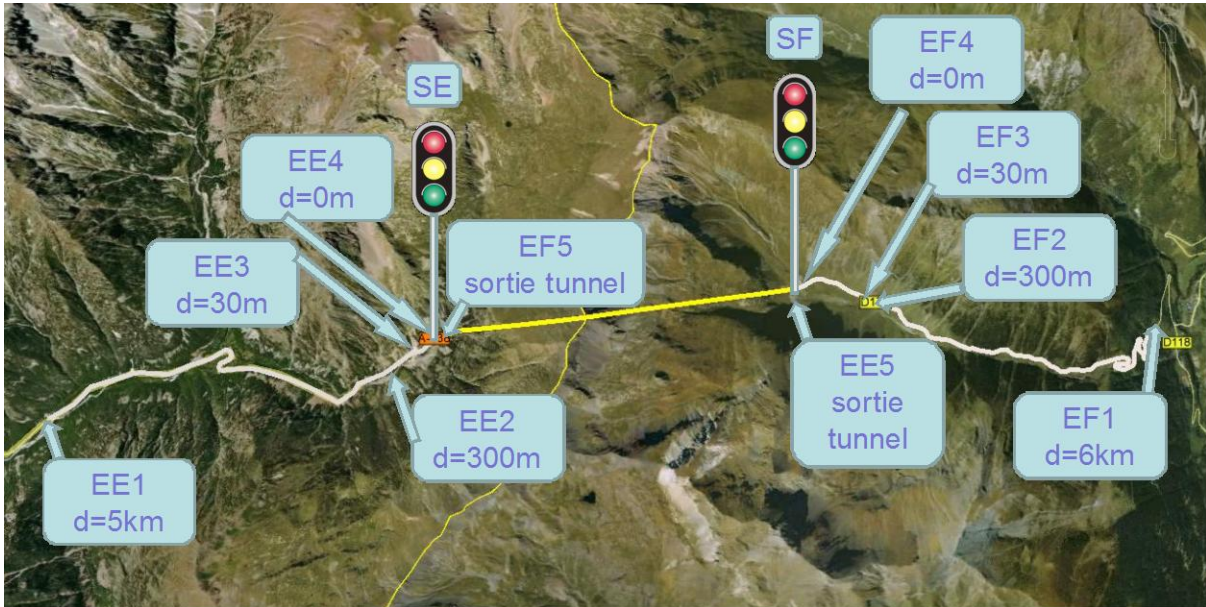 SF
EF4
d=0m
SE
EF3
d=30m
EE4
d=0m
EF5
sortie tunnel
EF2
d=300m
EE3
d=30m
D118
EE5
sortie
tunnel
EE2
d=300m
EF1
d=6km
EE1
d=5km